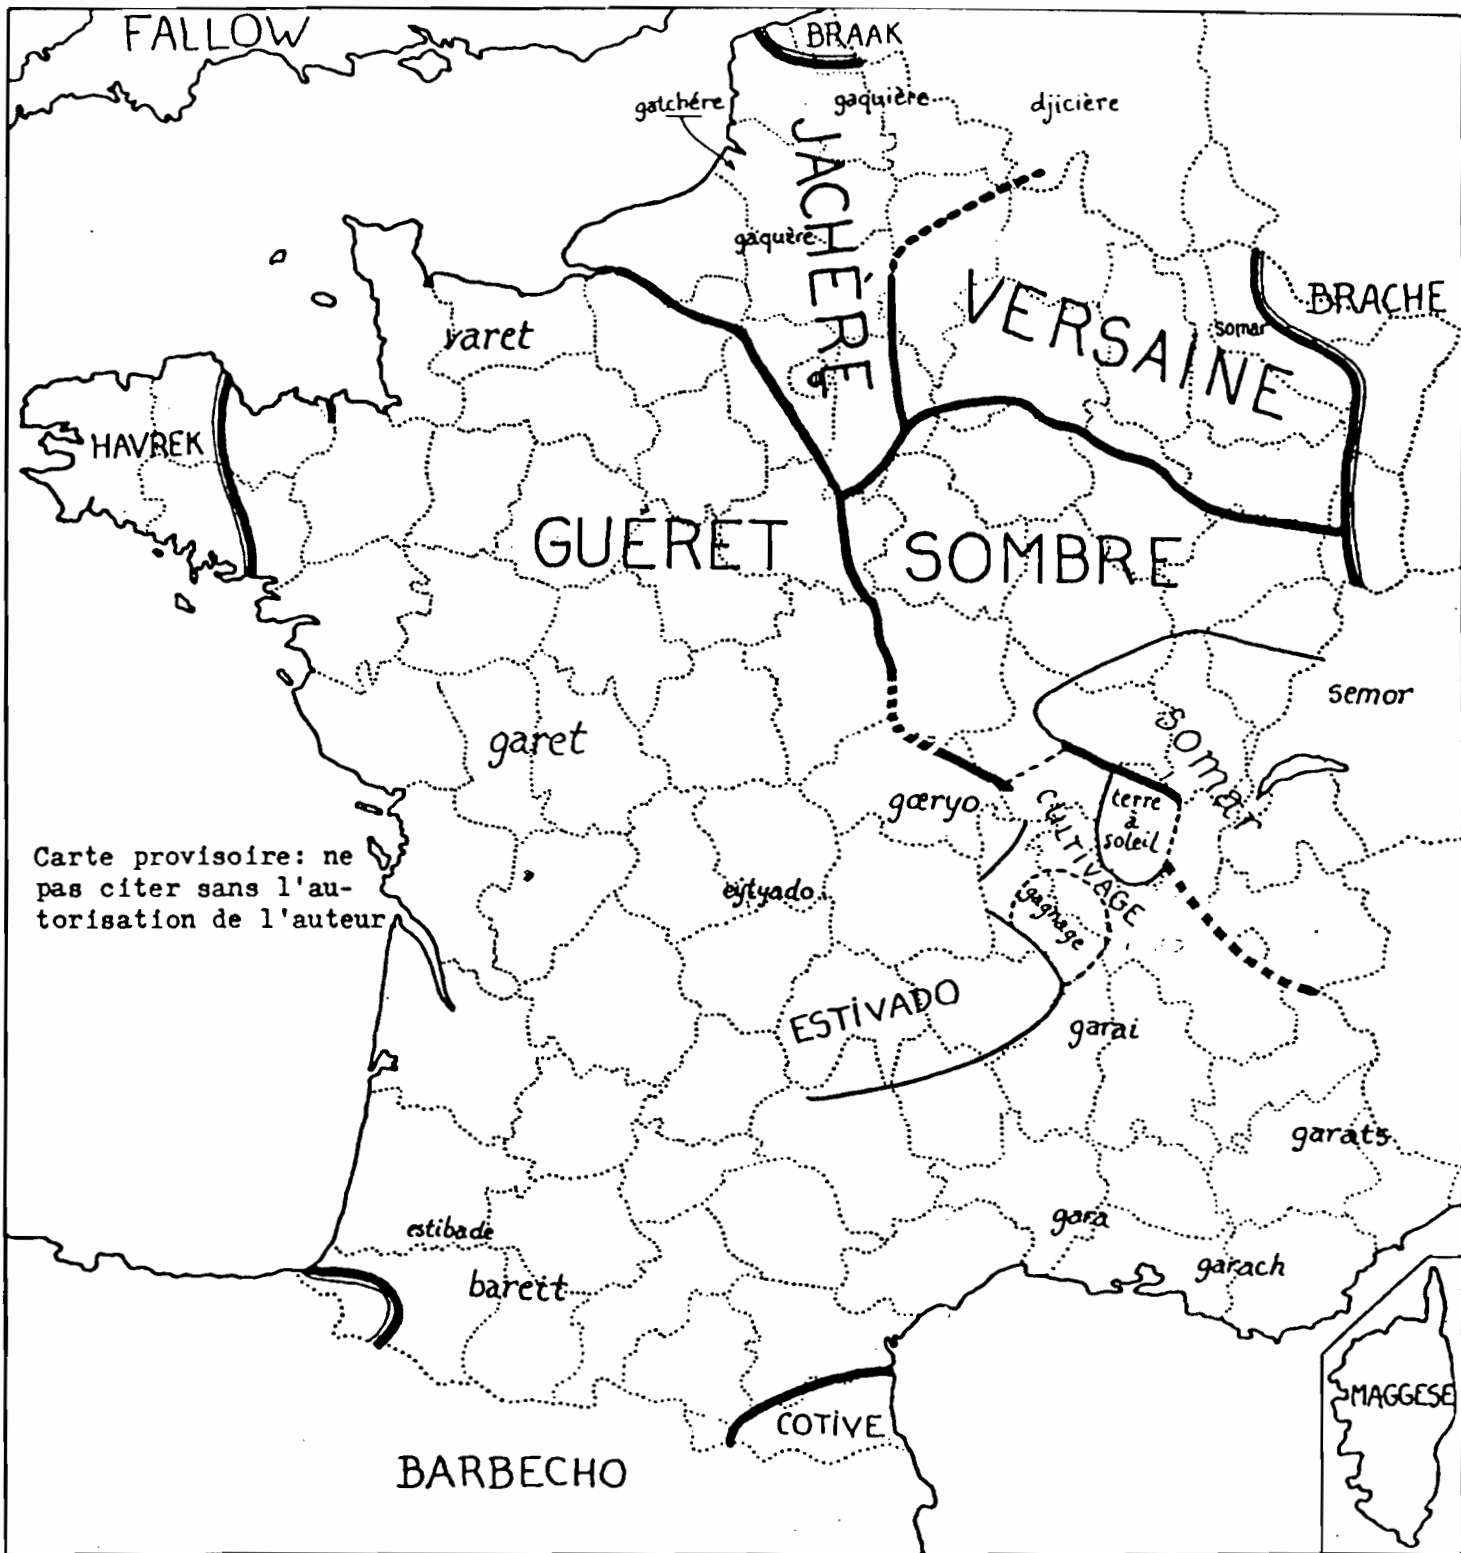 FALLOW
BRAAK
gatchére
gaquière
djicière
JACHÈRE
gaquère
VERSAINE
BRACHE
somar
varet
HAVREK
GUÉRET
SOMBRE
semor
somar
garet
gœryo
CULTIVAGE
terre
à
soleil
Carte provisoire: ne
pas citer sans l'au-
torisation de l'auteur
eytyado
gagnage
ESTIVADO
garai
garats
estibade
gara
garach
bareit
MAGGESE
COTIVE
BARBECHO